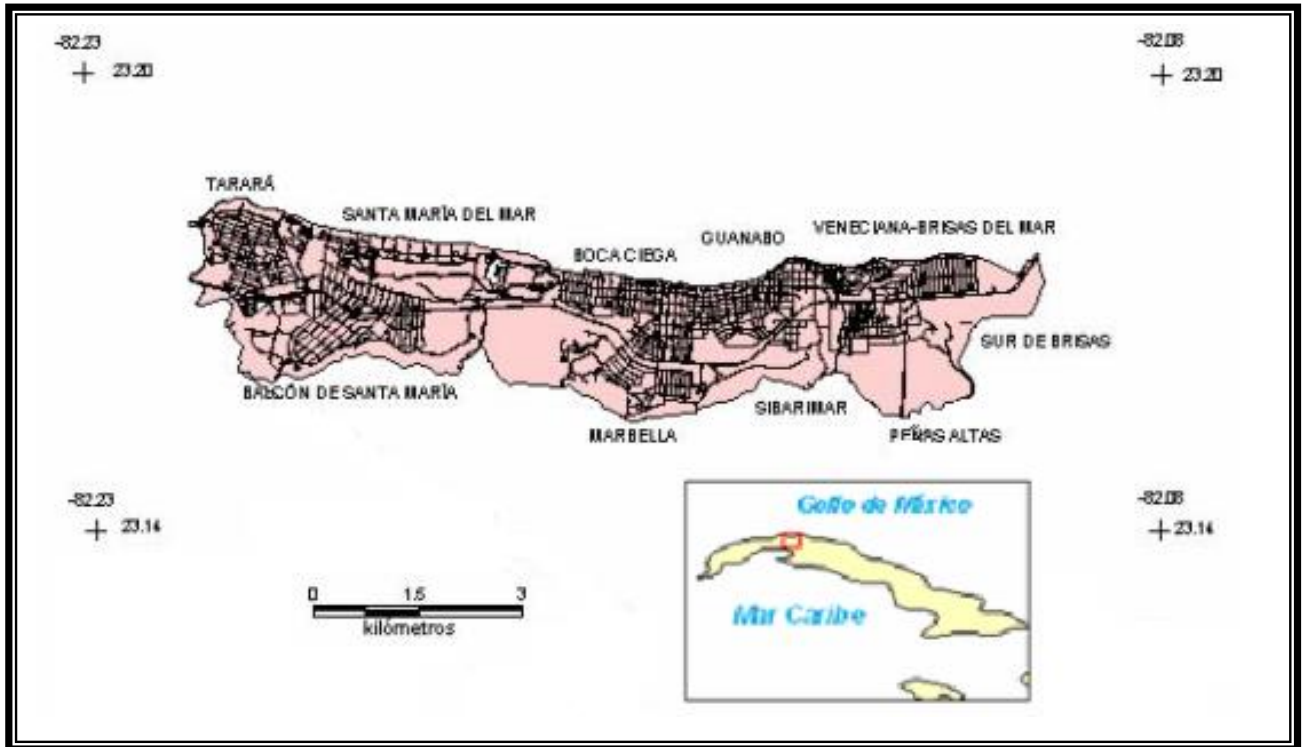 -82.23
23.20
-82.08
23.20
TARARÁ
SANTA MARÍA DEL MAR
BOCA CIEGA
GUANABO
VENECIANA-BRISAS DEL MAR
SUR DE BRISAS
BALCÓN DE SANTA MARÍA
SIBARIMAR
MARBELLA
PEÑAS ALTAS
-82.23
23.14
-82.08
23.14
Golfo de México
Mar Caribe
0 1.5 3
kilómetros